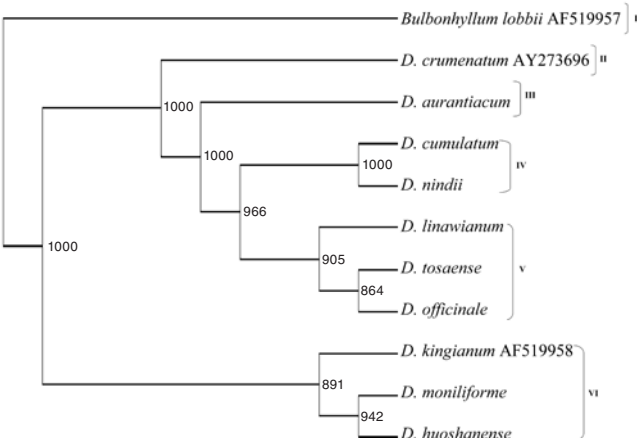 Bulbonhyllum lobbii AF519957 I
D. crumenatum AY273696 II
1000
D. aurantiacum III
1000
D. cumulatum
1000
IV
D. nindii
966
D. linawianum
1000
905
D. tosaense
V
864
D. officinale
D. kingianum AF519958
891
D. moniliforme
VI
942
D. huoshanense